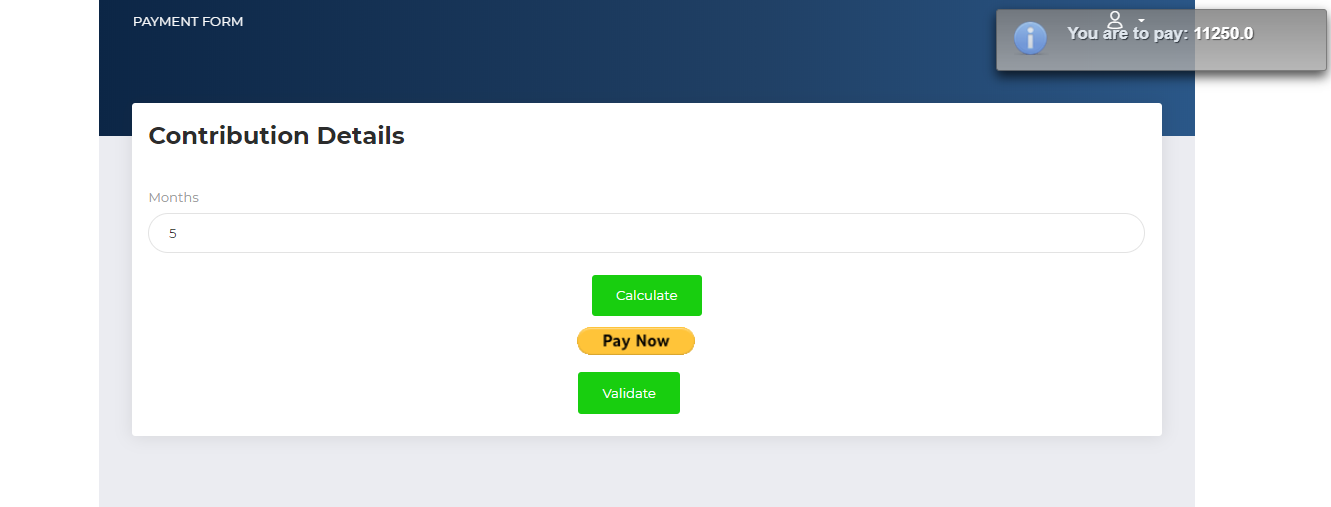 PAYMENT FORM
You are to pay: 11250.0
Contribution Details
Months
5
Calculate
Pay Now
Validate